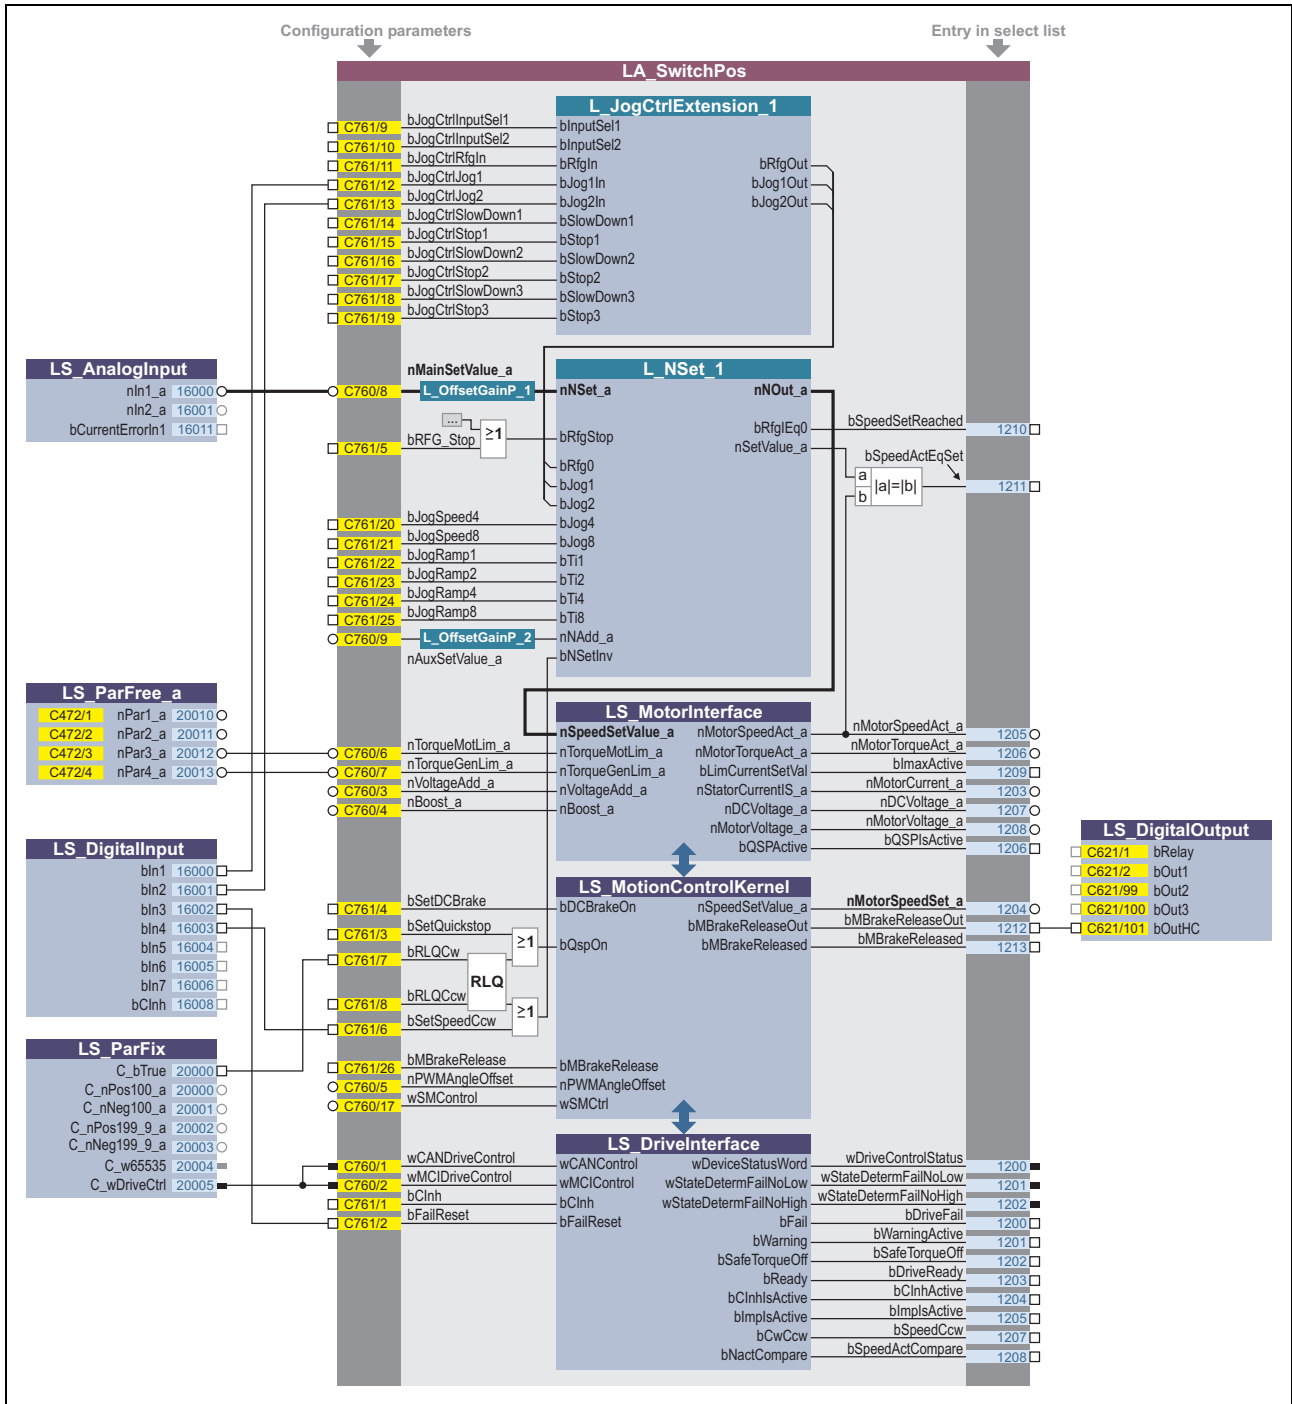 Configuration parameters
Entry in select list
LA_SwitchPos
L_JogCtrlExtension_1
C761/9 bJogCtrlInputSel1 bInputSel1
C761/10 bJogCtrlInputSel2 bInputSel2
C761/11 bJogCtrlRfgIn bRfgIn bRfgOut
C761/12 bJogCtrlJog1 bJog1In bJog1Out
C761/13 bJogCtrlJog2 bJog2In bJog2Out
C761/14 bJogCtrlSlowDown1 bSlowDown1
C761/15 bJogCtrlStop1 bStop1
C761/16 bJogCtrlSlowDown2 bSlowDown2
C761/17 bJogCtrlStop2 bStop2
C761/18 bJogCtrlSlowDown3 bSlowDown3
C761/19 bJogCtrlStop3 bStop3
LS_AnalogInput
nIn1_a 16000
nIn2_a 16001
bCurrentErrorIn1 16011
nMainSetValue_a
L_NSet_1
C760/8 L_OffsetGainP_1 nNSet_a nNOut_a
... ≥1
bRfgIEq0 bSpeedSetReached 1210
C761/5 bRFG_Stop bRfgStop nSetValue_a
bSpeedActEqSet
bRfg0
a |a|=|b| 1211
b
bJog1
bJog2
C761/20 bJogSpeed4 bJog4
C761/21 bJogSpeed8 bJog8
C761/22 bJogRamp1 bTi1
C761/23 bJogRamp2 bTi2
C761/24 bJogRamp4 bTi4
C761/25 bJogRamp8 bTi8
C760/9 L_OffsetGainP_2 nNAdd_a
nAuxSetValue_a bNSetInv
LS_ParFree_a
C472/1 nPar1_a 20010
C472/2 nPar2_a 20011
C472/3 nPar3_a 20012
C472/4 nPar4_a 20013
LS_MotorInterface
nSpeedSetValue_a nMotorSpeedAct_a nMotorSpeedAct_a 1205
C760/6 nTorqueMotLim_a nTorqueMotLim_a nMotorTorqueAct_a nMotorTorqueAct_a 1206
C760/7 nTorqueGenLim_a nTorqueGenLim_a bLimCurrentSetVal bImaxActive 1209
C760/3 nVoltageAdd_a nVoltageAdd_a nStatorCurrentIS_a nMotorCurrent_a 1203
C760/4 nBoost_a nBoost_a nDCVoltage_a nDCVoltage_a 1207
nMotorVoltage_a nMotorVoltage_a 1208
bQSPActive bQSPIsActive 1206
LS_DigitalOutput
C621/1 bRelay
C621/2 bOut1
C621/99 bOut2
C621/100 bOut3
C621/101 bOutHC
LS_DigitalInput
bIn1 16000
bIn2 16001
bIn3 16002
bIn4 16003
bIn5 16004
bIn6 16005
bIn7 16006
bCInh 16008
LS_MotionControlKernel
C761/4 bSetDCBrake bDCBrakeOn nSpeedSetValue_a nMotorSpeedSet_a 1204
C761/3 bSetQuickstop bMBrakeReleaseOut bMBrakeReleaseOut 1212
≥1 bQspOn bMBrakeReleased bMBrakeReleased 1213
C761/7 bRLQCw
RLQ
C761/8 bRLQCcw
≥1
C761/6 bSetSpeedCcw
C761/26 bMBrakeRelease bMBrakeRelease
C760/5 nPWMAngleOffset nPWMAngleOffset
C760/17 wSMControl wSMCtrl
LS_ParFix
C_bTrue 20000
C_nPos100_a 20000
C_nNeg100_a 20001
C_nPos199_9_a 20002
C_nNeg199_9_a 20003
C_w65535 20004
C_wDriveCtrl 20005
LS_DriveInterface
C760/1 wCANDriveControl wCANControl wDeviceStatusWord wDriveControlStatus 1200
C760/2 wMCIDriveControl wMCIControl wStateDetermFailNoLow wStateDetermFailNoLow 1201
C761/1 bCInh bCInh wStateDetermFailNoHigh wStateDetermFailNoHigh 1202
C761/2 bFailReset bFailReset bFail bDriveFail 1200
bWarning bWarningActive 1201
bSafeTorqueOff bSafeTorqueOff 1202
bReady bDriveReady 1203
bCInhIsActive bCInhActive 1204
bImpIsActive bImpIsActive 1205
bCwCcw bSpeedCcw 1207
bNactCompare bSpeedActCompare 1208